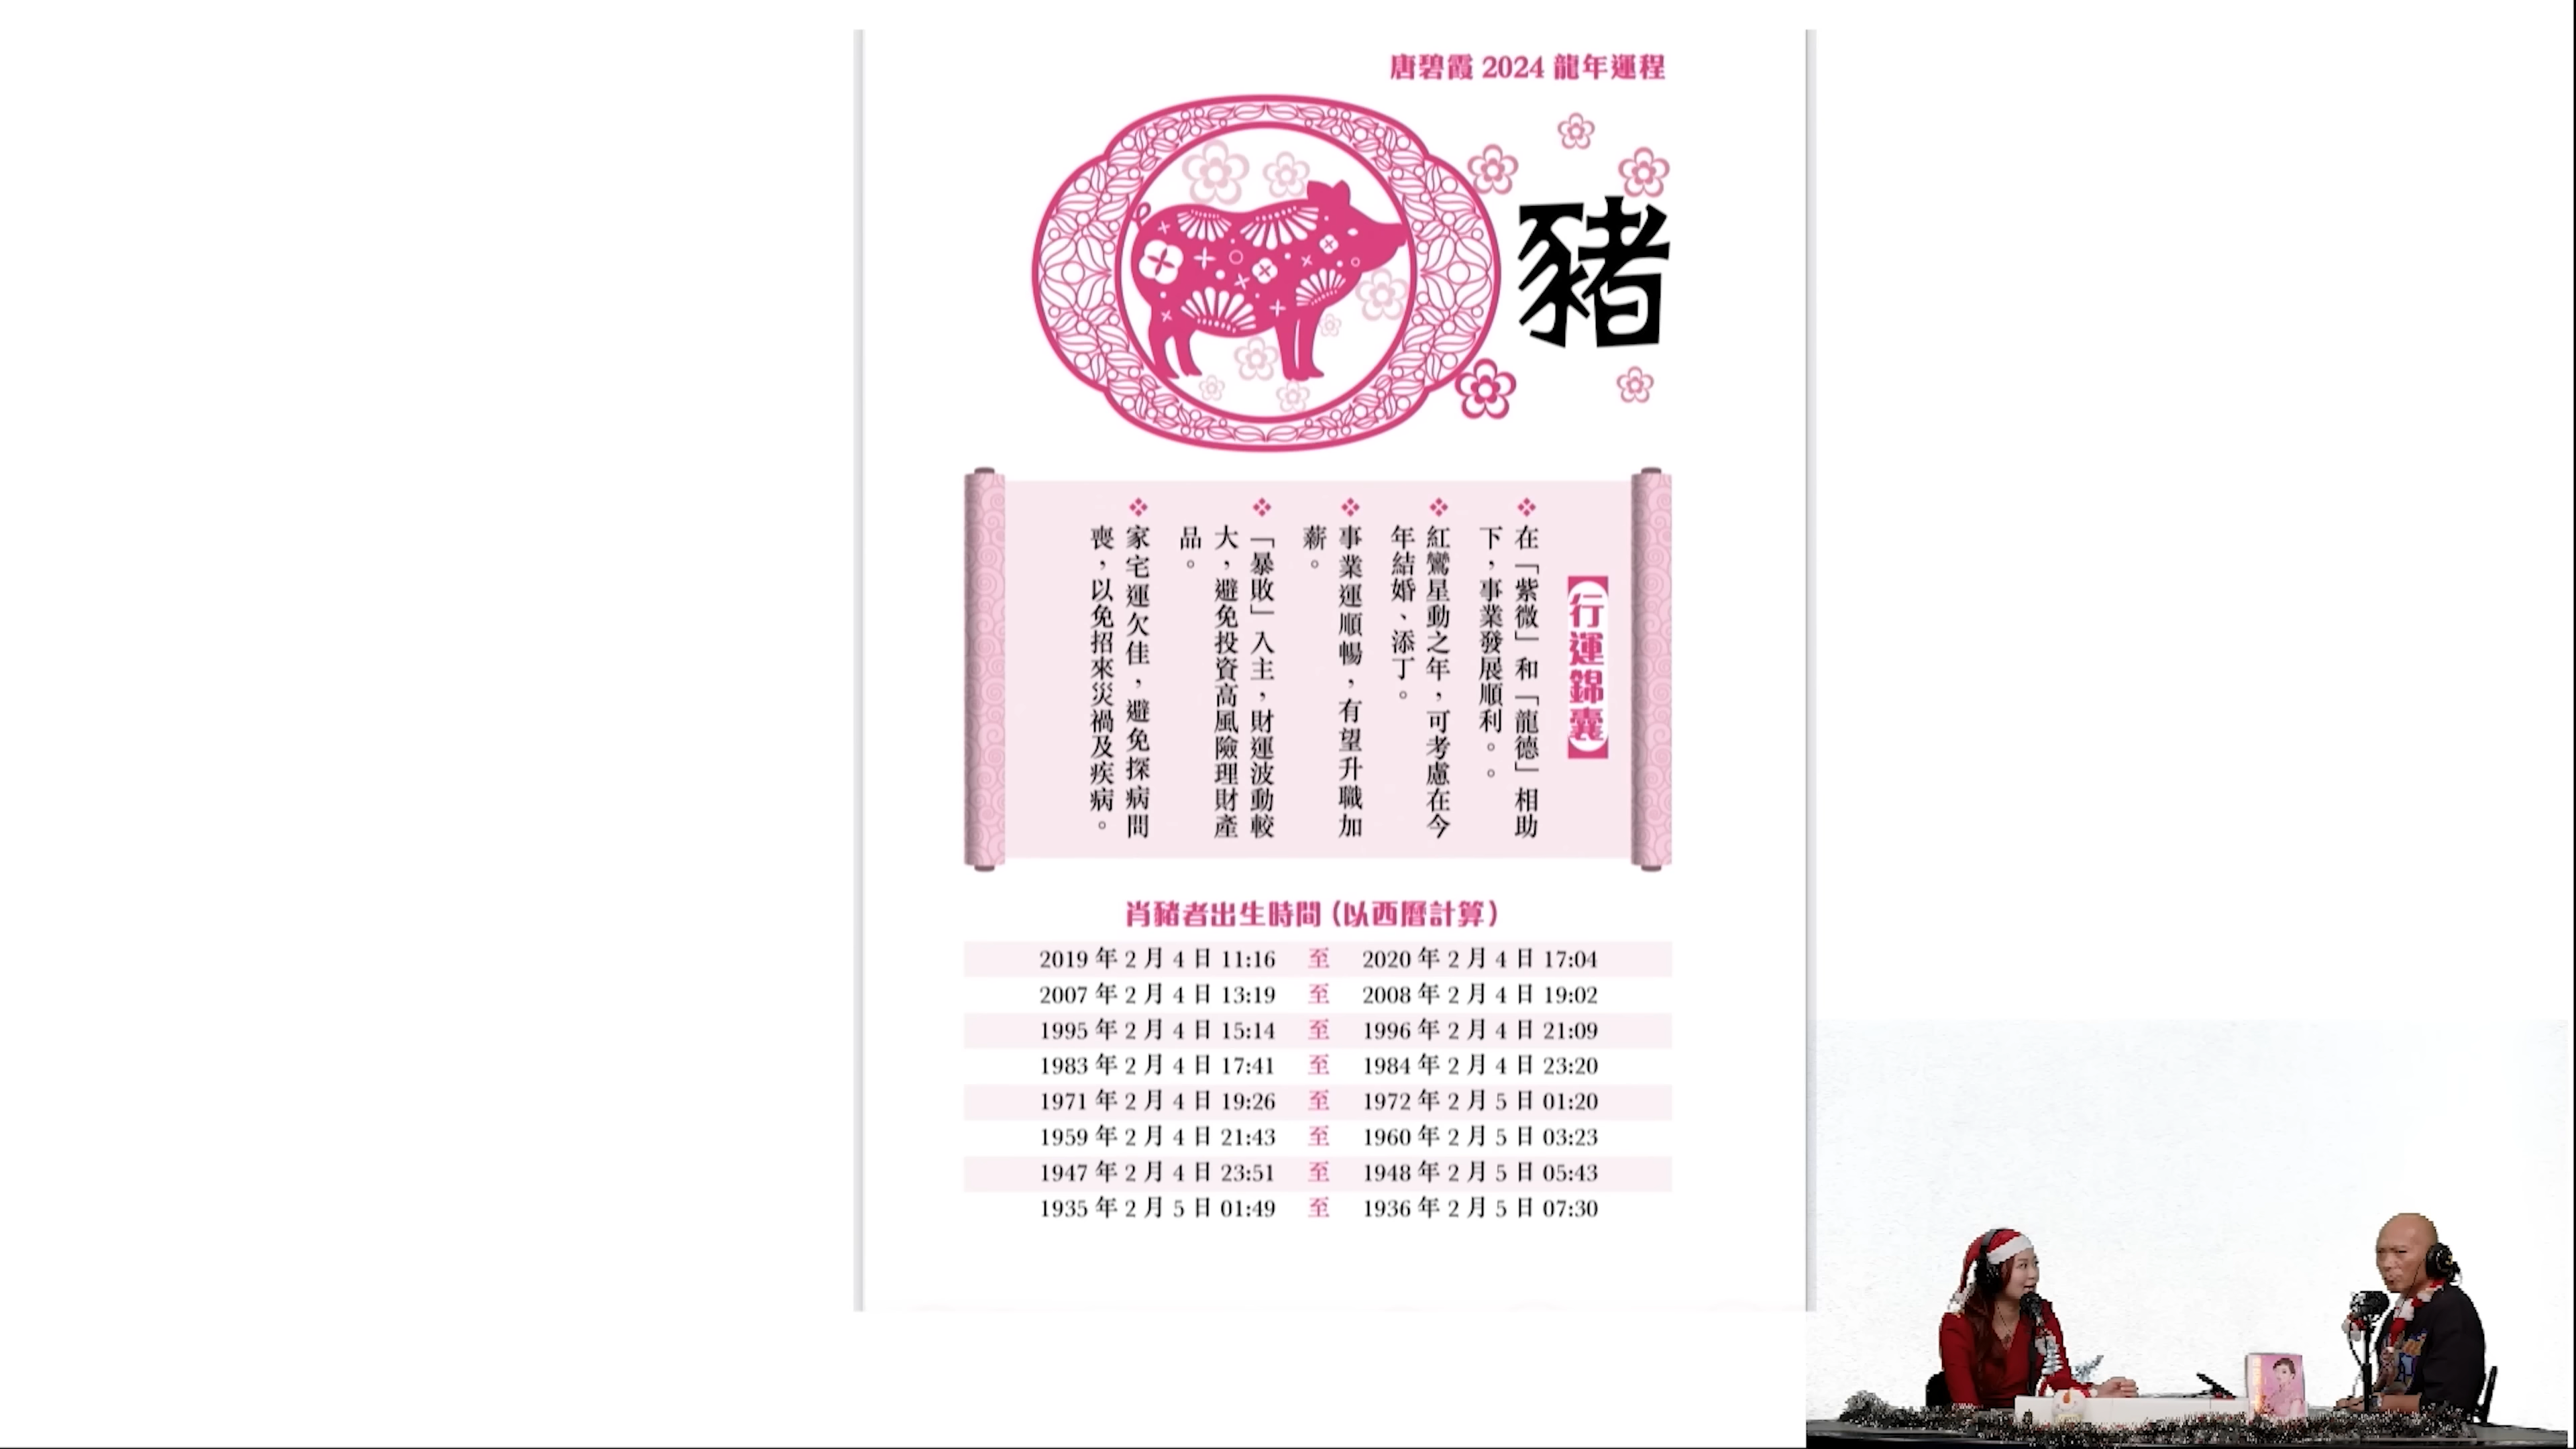 唐碧霞 2024 龍年運程
豬
【行運錦囊】
在「紫微」和「龍德」相助
下，事業發展順利。。
紅鸞星動之年，可考慮在今
年結婚、添丁。
事業運順暢，有望升職加
薪。
「暴敗」入主，財運波動較
大，避免投資高風險理財產
品。
家宅運欠佳，避免探病問
喪，以免招來災禍及疾病。
肖豬者出生時間（以西曆計算）
2019 年 2 月 4 日 11:16 至 2020 年 2 月 4 日 17:04
2007 年 2 月 4 日 13:19 至 2008 年 2 月 4 日 19:02
1995 年 2 月 4 日 15:14 至 1996 年 2 月 4 日 21:09
1983 年 2 月 4 日 17:41 至 1984 年 2 月 4 日 23:20
1971 年 2 月 4 日 19:26 至 1972 年 2 月 5 日 01:20
1959 年 2 月 4 日 21:43 至 1960 年 2 月 5 日 03:23
1947 年 2 月 4 日 23:51 至 1948 年 2 月 5 日 05:43
1935 年 2 月 5 日 01:49 至 1936 年 2 月 5 日 07:30